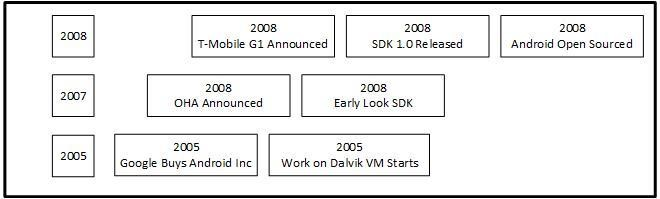 2008
2008
T-Mobile G1 Announced
2008
SDK 1.0 Released
2008
Android Open Sourced
2007
2008
OHA Announced
2008
Early Look SDK
2005
2005
Google Buys Android Inc
2005
Work on Dalvik VM Starts